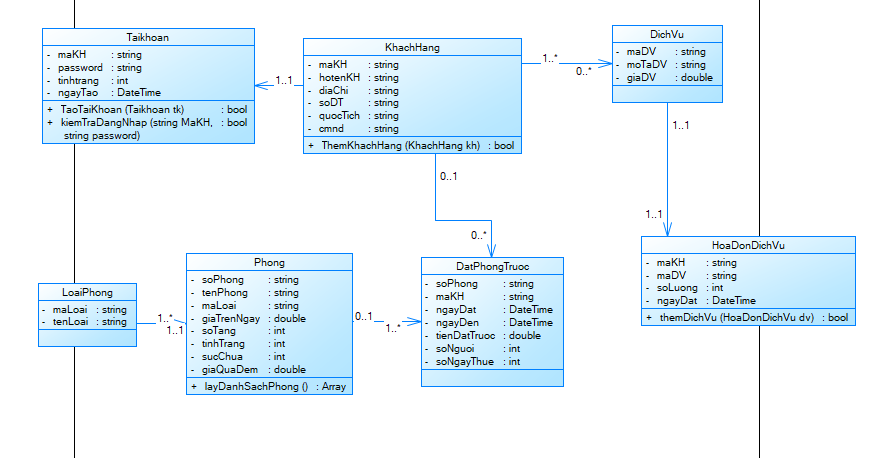 Taikhoan
- maKH : string
- password : string
- tinhtrang : int
- ngayTao : DateTime
+ TaoTaiKhoan (Taikhoan tk) : bool
+ kiemTraDangNhap (string MaKH, : bool
string password)
1..1
KhachHang
- maKH : string
- hotenKH : string
- diaChi : string
- soDT : string
- quocTich : string
- cmnd : string
+ ThemKhachHang (KhachHang kh) : bool
1..*
0..*
DichVu
- maDV : string
- moTaDV : string
- giaDV : double
1..1
1..1
0..1
0..*
HoaDonDichVu
- maKH : string
- maDV : string
- soLuong : int
- ngayDat : DateTime
+ themDichVu (HoaDonDichVu dv) : bool
LoaiPhong
- maLoai : string
- tenLoai : string
1..*
1..1
Phong
- soPhong : string
- tenPhong : string
- maLoai : string
- giaTrenNgay : double
- soTang : int
- tinhTrang : int
- sucChua : int
- giaQuaDem : double
+ layDanhSachPhong () : Array
0..1
1..*
DatPhongTruoc
- soPhong : string
- maKH : string
- ngayDat : DateTime
- ngayDen : DateTime
- tienDatTruoc : double
- soNguoi : int
- soNgayThue : int